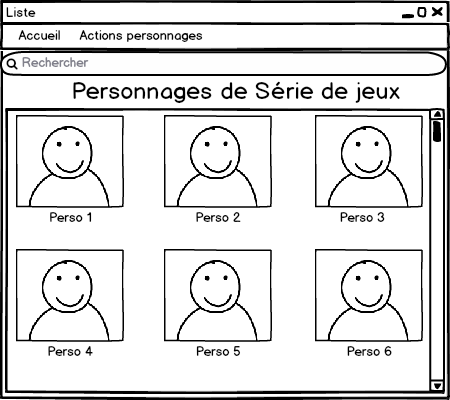 Liste
Accueil Actions personnages
Rechercher
Personnages de Série de jeux
Perso 1 Perso 2 Perso 3
Perso 4 Perso 5 Perso 6